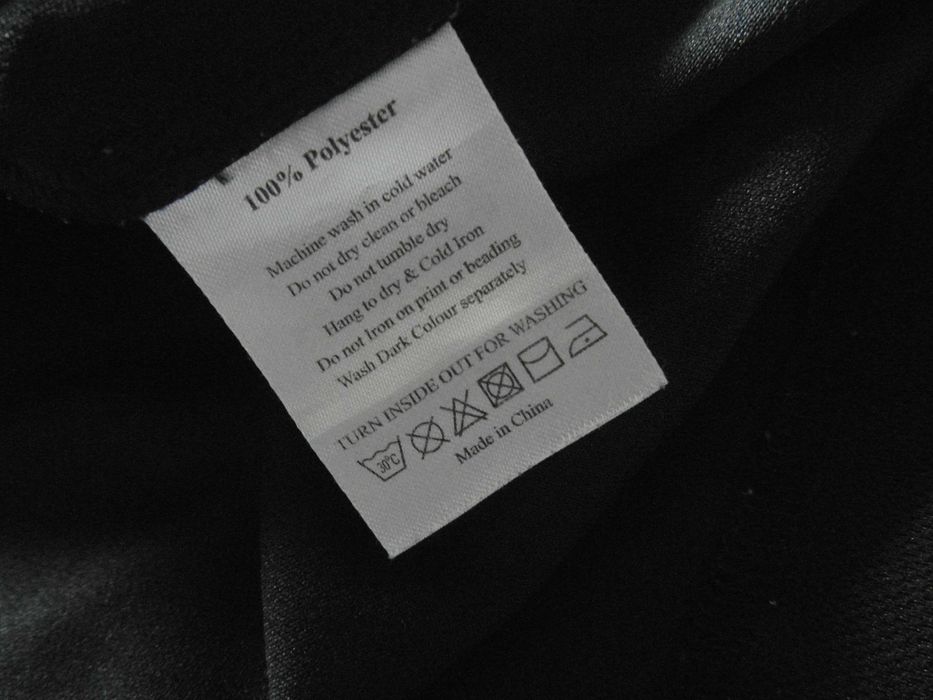 100% Polyester
Machine wash in cold water
Do not dry clean or bleach
Do not tumble dry
Hang to dry & Cold Iron
Do not Iron on print or beading
Wash Dark Colour separately
TURN INSIDE OUT FOR WASHING
30°C
Made in China